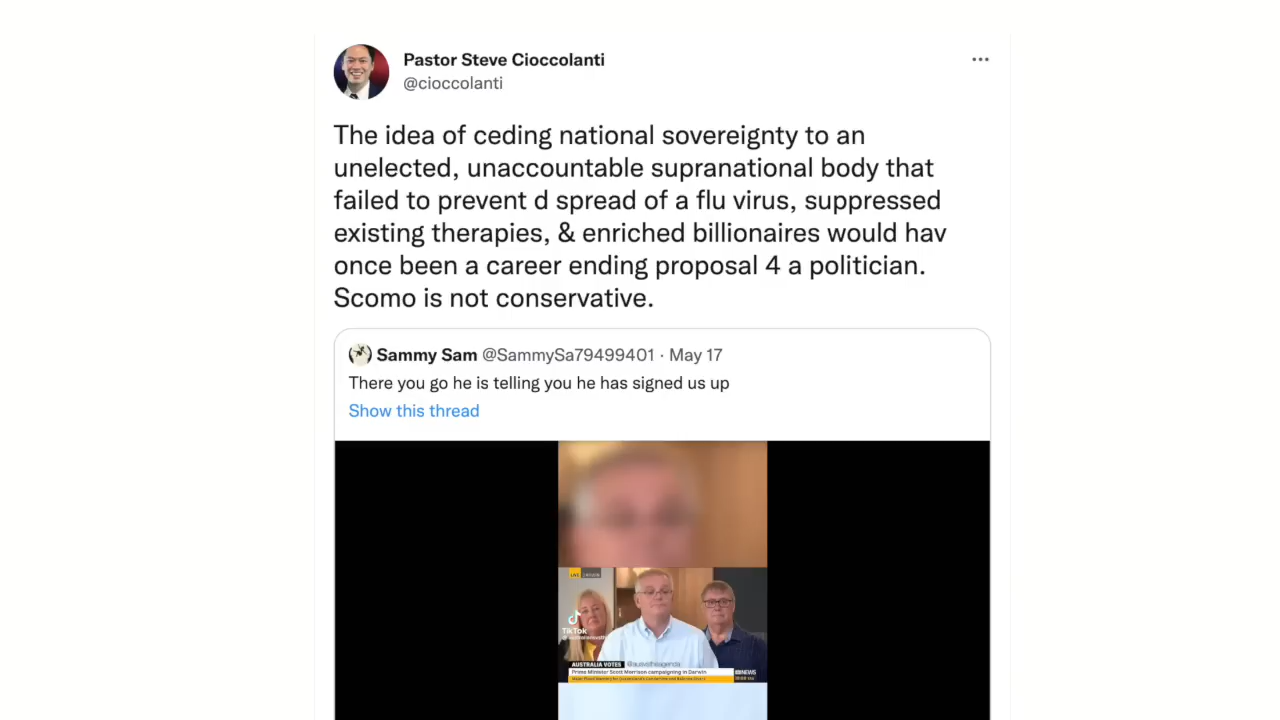 Pastor Steve Cioccolanti
@cioccolanti
The idea of ceding national sovereignty to an
unelected, unaccountable supranational body that
failed to prevent d spread of a flu virus, suppressed
existing therapies, & enriched billionaires would hav
once been a career ending proposal 4 a politician.
Scomo is not conservative.
Sammy Sam @SammySa79499401 · May 17
There you go he is telling you he has signed us up
Show this thread
LIVE
TikTok
AUSTRALIA VOTES
Prime Minister Scott Morrison campaigning in Darwin
NEWS